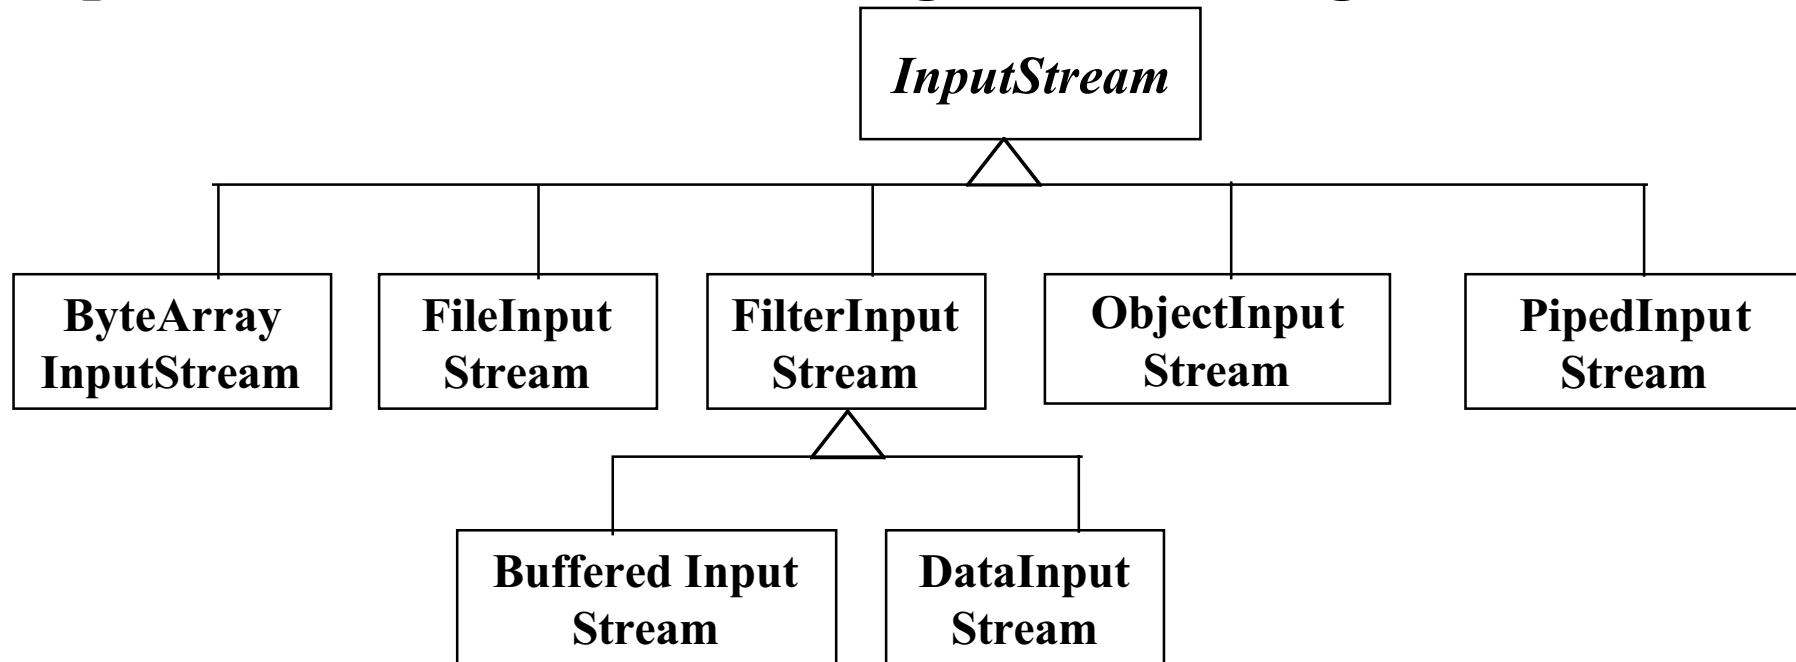 InputStream
ByteArray
InputStream
FileInput
Stream
FilterInput
Stream
ObjectInput
Stream
PipedInput
Stream
Buffered Input
Stream
DataInput
Stream